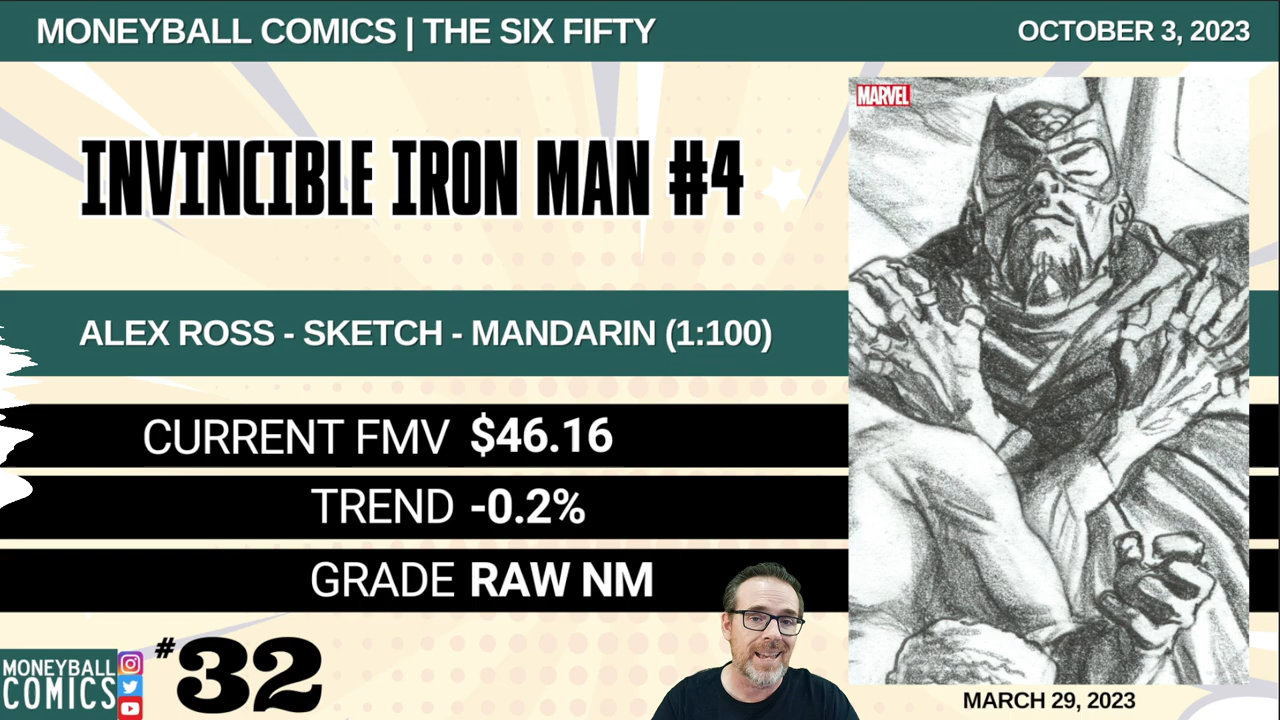 MONEYBALL COMICS | THE SIX FIFTY
OCTOBER 3, 2023
MARVEL
INVINCIBLE IRON MAN #4
ALEX ROSS - SKETCH - MANDARIN (1:100)
CURRENT FMV $46.16
TREND -0.2%
GRADE RAW NM
#32
MONEYBALL
COMICS
MARCH 29, 2023